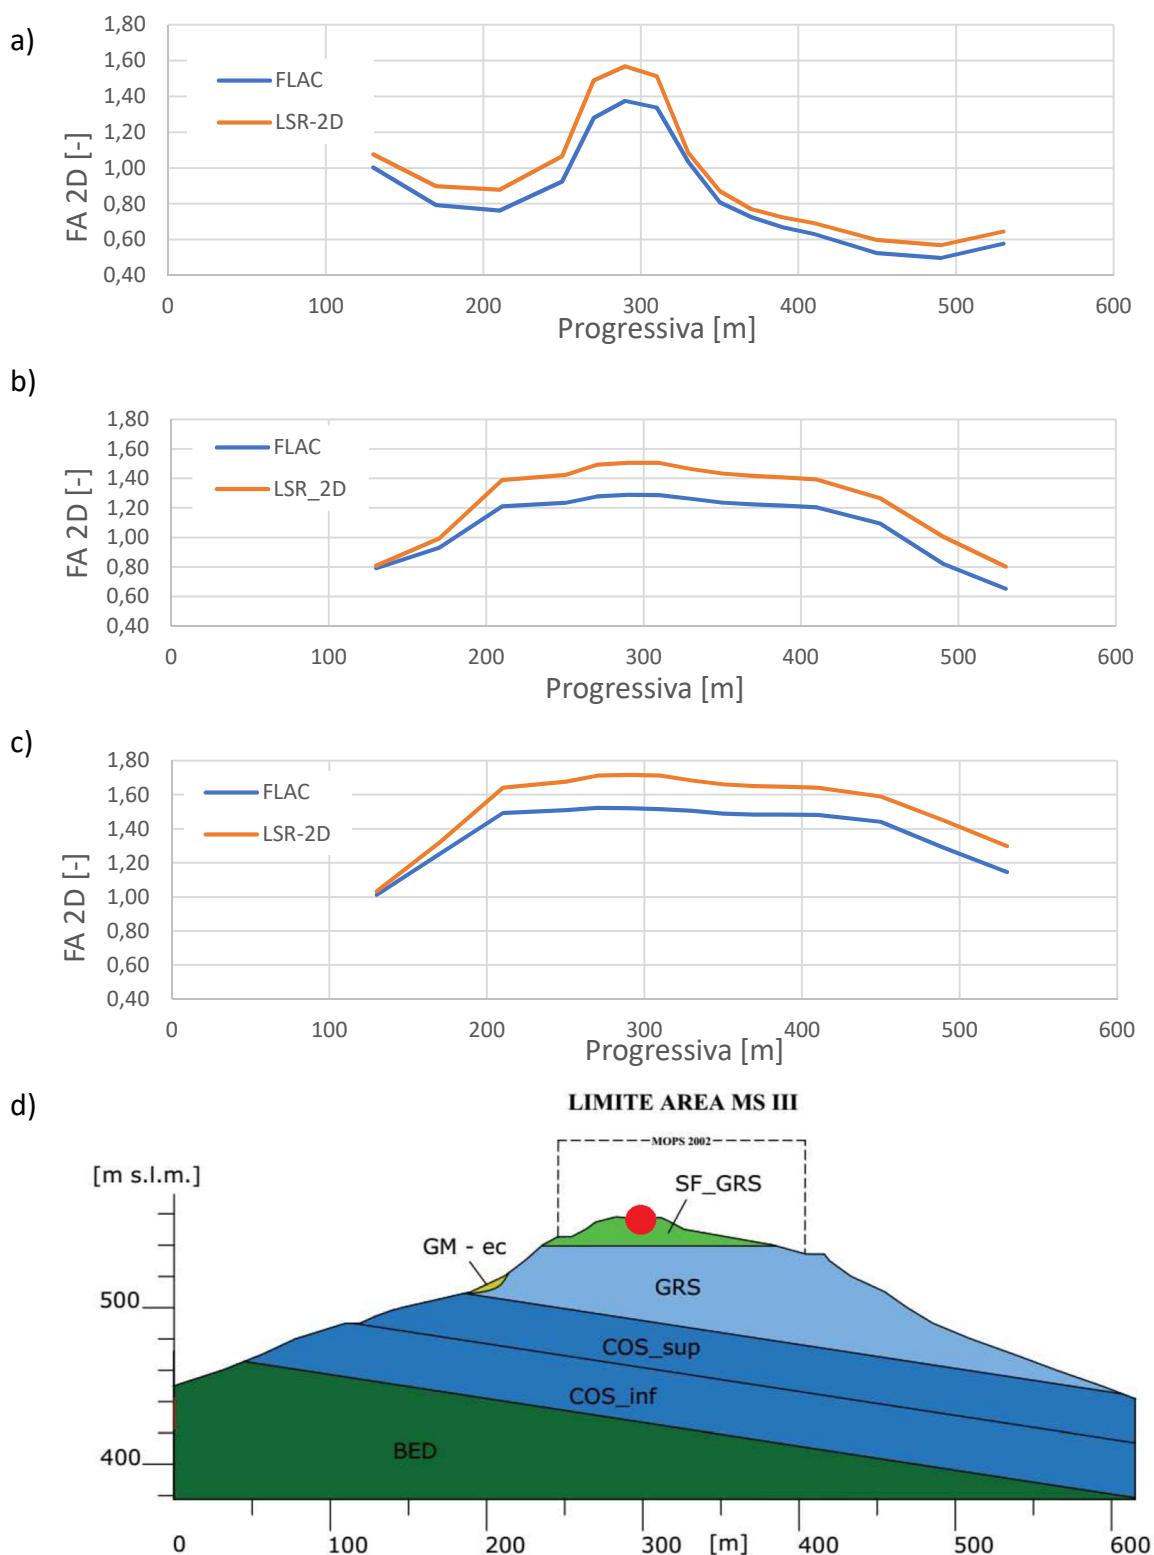 a)
1,80
1,60
1,40
1,20
1,00
0,80
0,60
0,40
FA 2D [-]
FLAC
LSR-2D
0 100 200 300 400 500 600
Progressiva [m]
b)
1,80
1,60
1,40
1,20
1,00
0,80
0,60
0,40
FA 2D [-]
FLAC
LSR_2D
0 100 200 300 400 500 600
Progressiva [m]
c)
1,80
1,60
1,40
1,20
1,00
0,80
0,60
0,40
FA 2D [-]
FLAC
LSR-2D
0 100 200 300 400 500 600
Progressiva [m]
d)
LIMITE AREA MS III
MOPS 2002
[m s.l.m.]
SF_GRS
GM - ec
GRS
500
COS_sup
COS_inf
BED
400
0 100 200 300 [m] 400 500 600